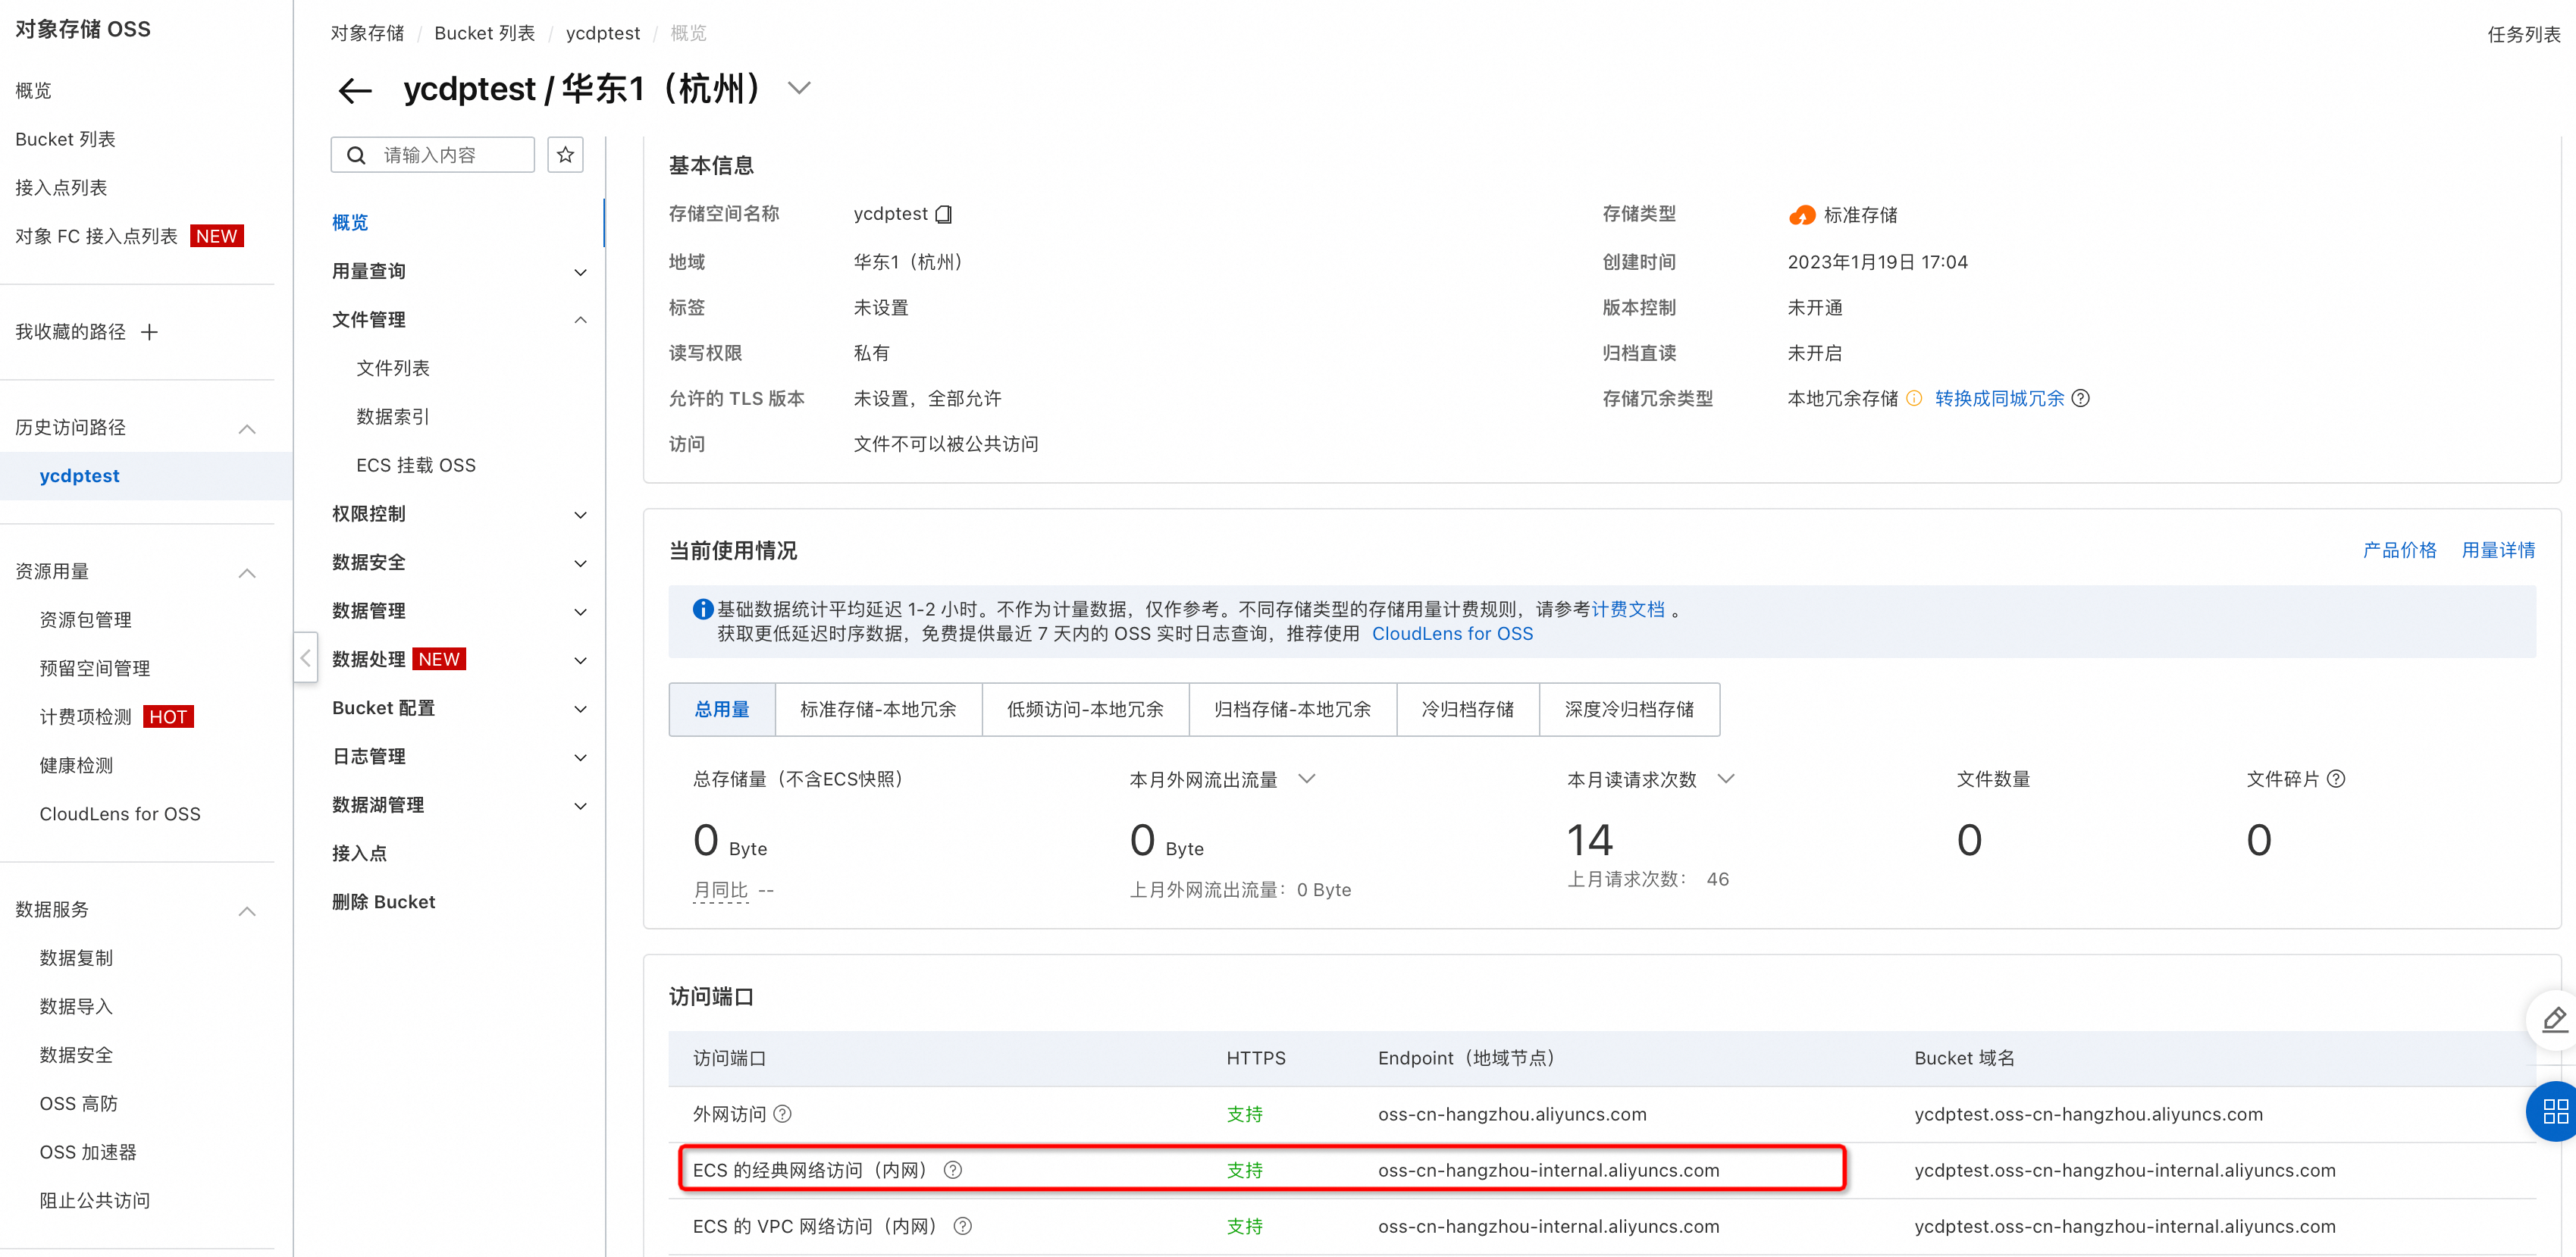 对象存储 OSS
概览
Bucket 列表
接入点列表
对象 FC 接入点列表 NEW
我收藏的路径
历史访问路径
ycdptest
资源用量
资源包管理
预留空间管理
计费项检测 HOT
健康检测
CloudLens for OSS
数据服务
数据复制
数据导入
数据安全
OSS 高防
OSS 加速器
阻止公共访问
对象存储 / Bucket 列表 / ycdptest / 概览
任务列表
ycdptest / 华东1（杭州）
请输入内容
概览
用量查询
文件管理
文件列表
数据索引
ECS 挂载 OSS
权限控制
数据安全
数据管理
数据处理 NEW
Bucket 配置
日志管理
数据湖管理
接入点
删除 Bucket
基本信息
存储空间名称 ycdptest 存储类型 标准存储
地域 华东1（杭州） 创建时间 2023年1月19日 17:04
标签 未设置 版本控制 未开通
读写权限 私有 归档直读 未开启
允许的 TLS 版本 未设置，全部允许 存储冗余类型 本地冗余存储 转换成同城冗余
访问 文件不可以被公共访问
当前使用情况 产品价格 用量详情
基础数据统计平均延迟 1-2 小时。不作为计量数据，仅作参考。不同存储类型的存储用量计费规则，请参考计费文档 。
获取更低延迟时序数据，免费提供最近 7 天内的 OSS 实时日志查询，推荐使用 CloudLens for OSS
总用量 标准存储-本地冗余 低频访问-本地冗余 归档存储-本地冗余 冷归档存储 深度冷归档存储
总存储量（不含ECS快照） 本月外网流出流量 本月读请求次数 文件数量 文件碎片
0 Byte 0 Byte 14 0 0
月同比 -- 上月外网流出流量：0 Byte 上月请求次数： 46
访问端口
访问端口 HTTPS Endpoint（地域节点） Bucket 域名
外网访问 支持 oss-cn-hangzhou.aliyuncs.com ycdptest.oss-cn-hangzhou.aliyuncs.com
ECS 的经典网络访问（内网） 支持 oss-cn-hangzhou-internal.aliyuncs.com ycdptest.oss-cn-hangzhou-internal.aliyuncs.com
ECS 的 VPC 网络访问（内网） 支持 oss-cn-hangzhou-internal.aliyuncs.com ycdptest.oss-cn-hangzhou-internal.aliyuncs.com